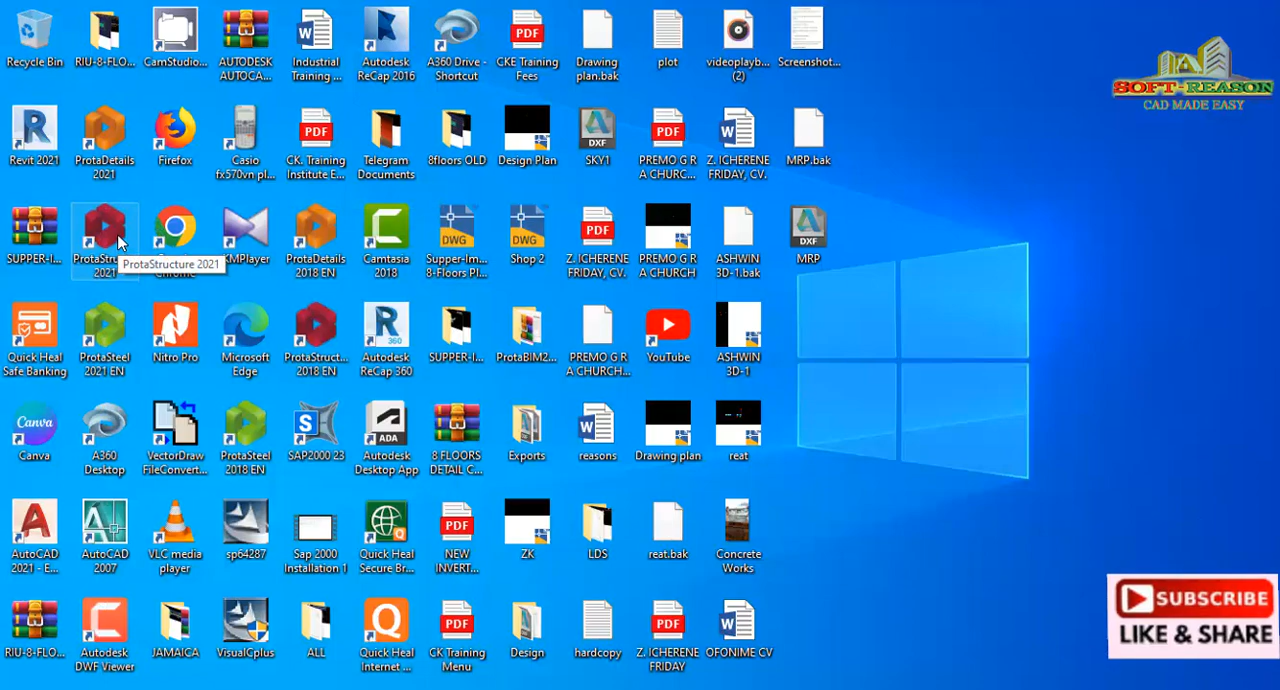 Recycle Bin
RIU-8-FLO...
CamStudio...
AUTODESK
AUTOCA...
Industrial
Training ...
Autodesk
ReCap 2016
A360 Drive -
Shortcut
CKE Training
Fees
Drawing
plan.bak
plot
videoplayb...
(2)
Screenshot...
SOFT-REASON
CAD MADE EASY
Revit 2021
ProtaDetails
2021
Firefox
Casio
fx570vn pl...
CK. Training
Institute E...
Telegram
Documents
8floors OLD
Design Plan
SKY1
PREMO G R
A CHURC...
Z. ICHERENE
FRIDAY, CV.
MRP.bak
SUPPER-I...
ProtaStru
2021
ProtaStructure 2021
Chrome
KMPlayer
ProtaDetails
2018 EN
Camtasia
2018
Supper-Im...
8-Floors Pl...
Shop 2
Z. ICHERENE
FRIDAY, CV.
PREMO G R
A CHURCH
ASHWIN
3D-1.bak
MRP
Quick Heal
Safe Banking
ProtaSteel
2021 EN
Nitro Pro
Microsoft
Edge
ProtaStruct...
2018 EN
Autodesk
ReCap 360
SUPPER-I...
ProtaBIM2...
PREMO G R
A CHURCH...
YouTube
ASHWIN
3D-1
Canva
A360
Desktop
VectorDraw
FileConvert...
ProtaSteel
2018 EN
SAP2000 23
Autodesk
Desktop App
8 FLOORS
DETAIL C...
Exports
reasons
Drawing plan
reat
AutoCAD
2021 - E...
AutoCAD
2007
VLC media
player
sp64287
Sap 2000
Installation 1
Quick Heal
Secure Br...
NEW
INVERT...
ZK
LDS
reat.bak
Concrete
Works
RIU-8-FLO...
Autodesk
DWF Viewer
JAMAICA
VisualCplus
ALL
Quick Heal
Internet ...
CK Training
Menu
Design
hardcopy
Z. ICHERENE
FRIDAY
OFONIME CV
SUBSCRIBE
LIKE & SHARE
PDF
PDF
PDF
PDF
PDF
PDF
PDF
DXF
DXF
DWG
DWG
Canva
ADA
360